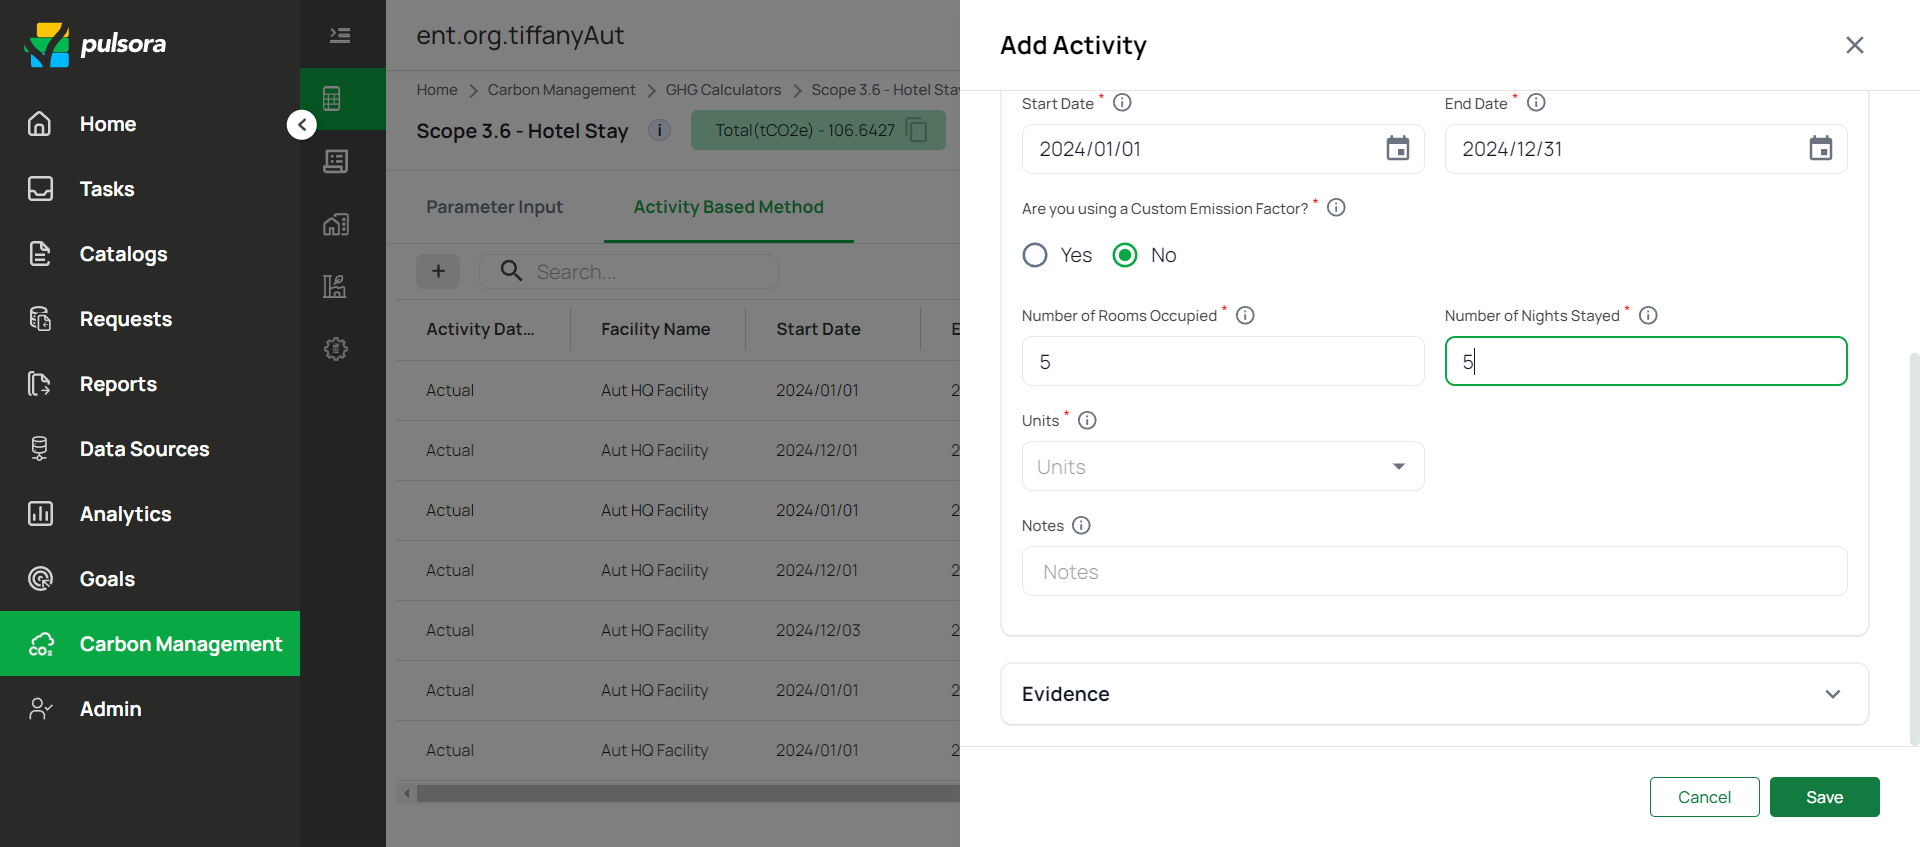 pulsora
Home
Tasks
Catalogs
Requests
Reports
Data Sources
Analytics
Goals
CO₂
Carbon Management
Admin
ent.org.tiffanyAut
Home > Carbon Management > GHG Calculators > Scope 3.6 - Hotel Stay
Scope 3.6 - Hotel Stay
Total(tCO2e) - 106.6427
Parameter Input
Activity Based Method
+
Search...
Activity Dat... Facility Name Start Date E
Actual Aut HQ Facility 2024/01/01 2
Actual Aut HQ Facility 2024/12/01 2
Actual Aut HQ Facility 2024/01/01 2
Actual Aut HQ Facility 2024/12/01 2
Actual Aut HQ Facility 2024/12/03 2
Actual Aut HQ Facility 2024/01/01 2
Actual Aut HQ Facility 2024/01/01 2
Add Activity
Start Date * End Date *
2024/01/01 2024/12/31
Are you using a Custom Emission Factor? *
Yes No
Number of Rooms Occupied * Number of Nights Stayed *
5 5
Units *
Units
Notes
Notes
Evidence
Cancel Save